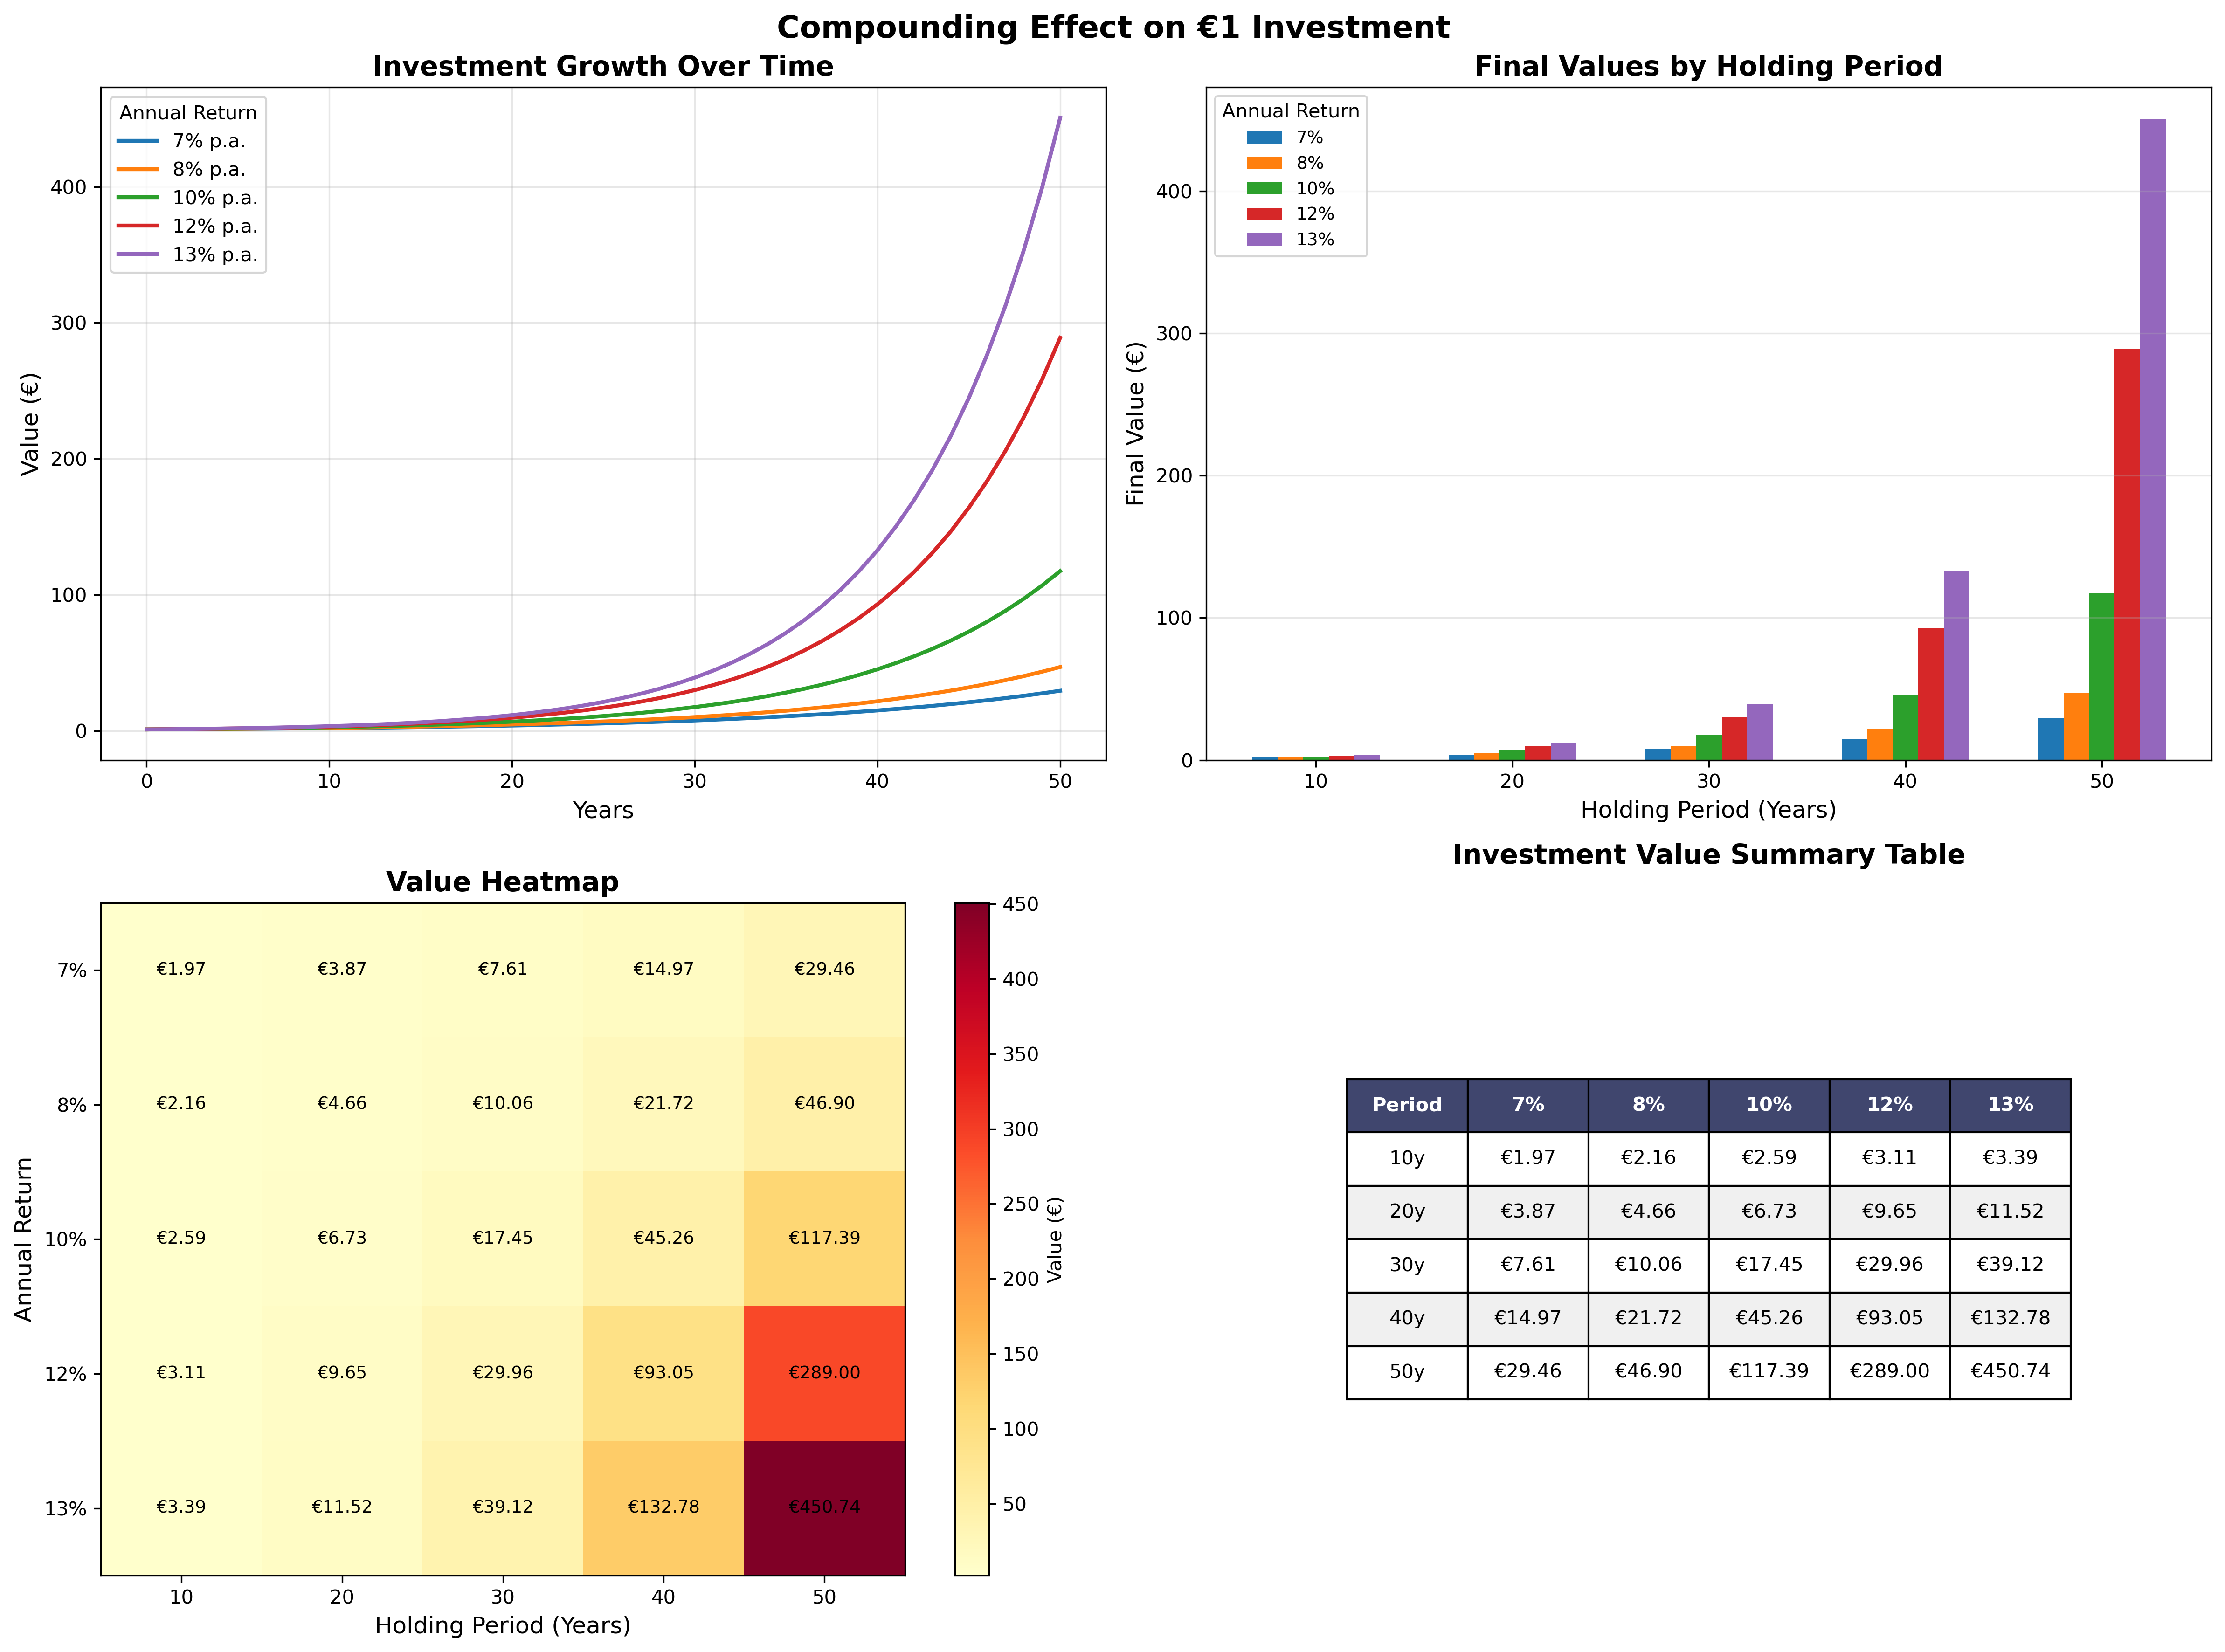 Compounding Effect on €1 Investment
Investment Growth Over Time
Annual Return
7% p.a.
8% p.a.
10% p.a.
12% p.a.
13% p.a.
Value (€)
400
300
200
100
0
0 10 20 30 40 50
Years
Final Values by Holding Period
Annual Return
7%
8%
10%
12%
13%
Final Value (€)
400
300
200
100
0
10 20 30 40 50
Holding Period (Years)
Value Heatmap
Annual Return
7% €1.97 €3.87 €7.61 €14.97 €29.46
8% €2.16 €4.66 €10.06 €21.72 €46.90
10% €2.59 €6.73 €17.45 €45.26 €117.39
12% €3.11 €9.65 €29.96 €93.05 €289.00
13% €3.39 €11.52 €39.12 €132.78 €450.74
10 20 30 40 50
Holding Period (Years)
450
400
350
300
250
200
150
100
50
Value (€)
Investment Value Summary Table
Period 7% 8% 10% 12% 13%
10y €1.97 €2.16 €2.59 €3.11 €3.39
20y €3.87 €4.66 €6.73 €9.65 €11.52
30y €7.61 €10.06 €17.45 €29.96 €39.12
40y €14.97 €21.72 €45.26 €93.05 €132.78
50y €29.46 €46.90 €117.39 €289.00 €450.74